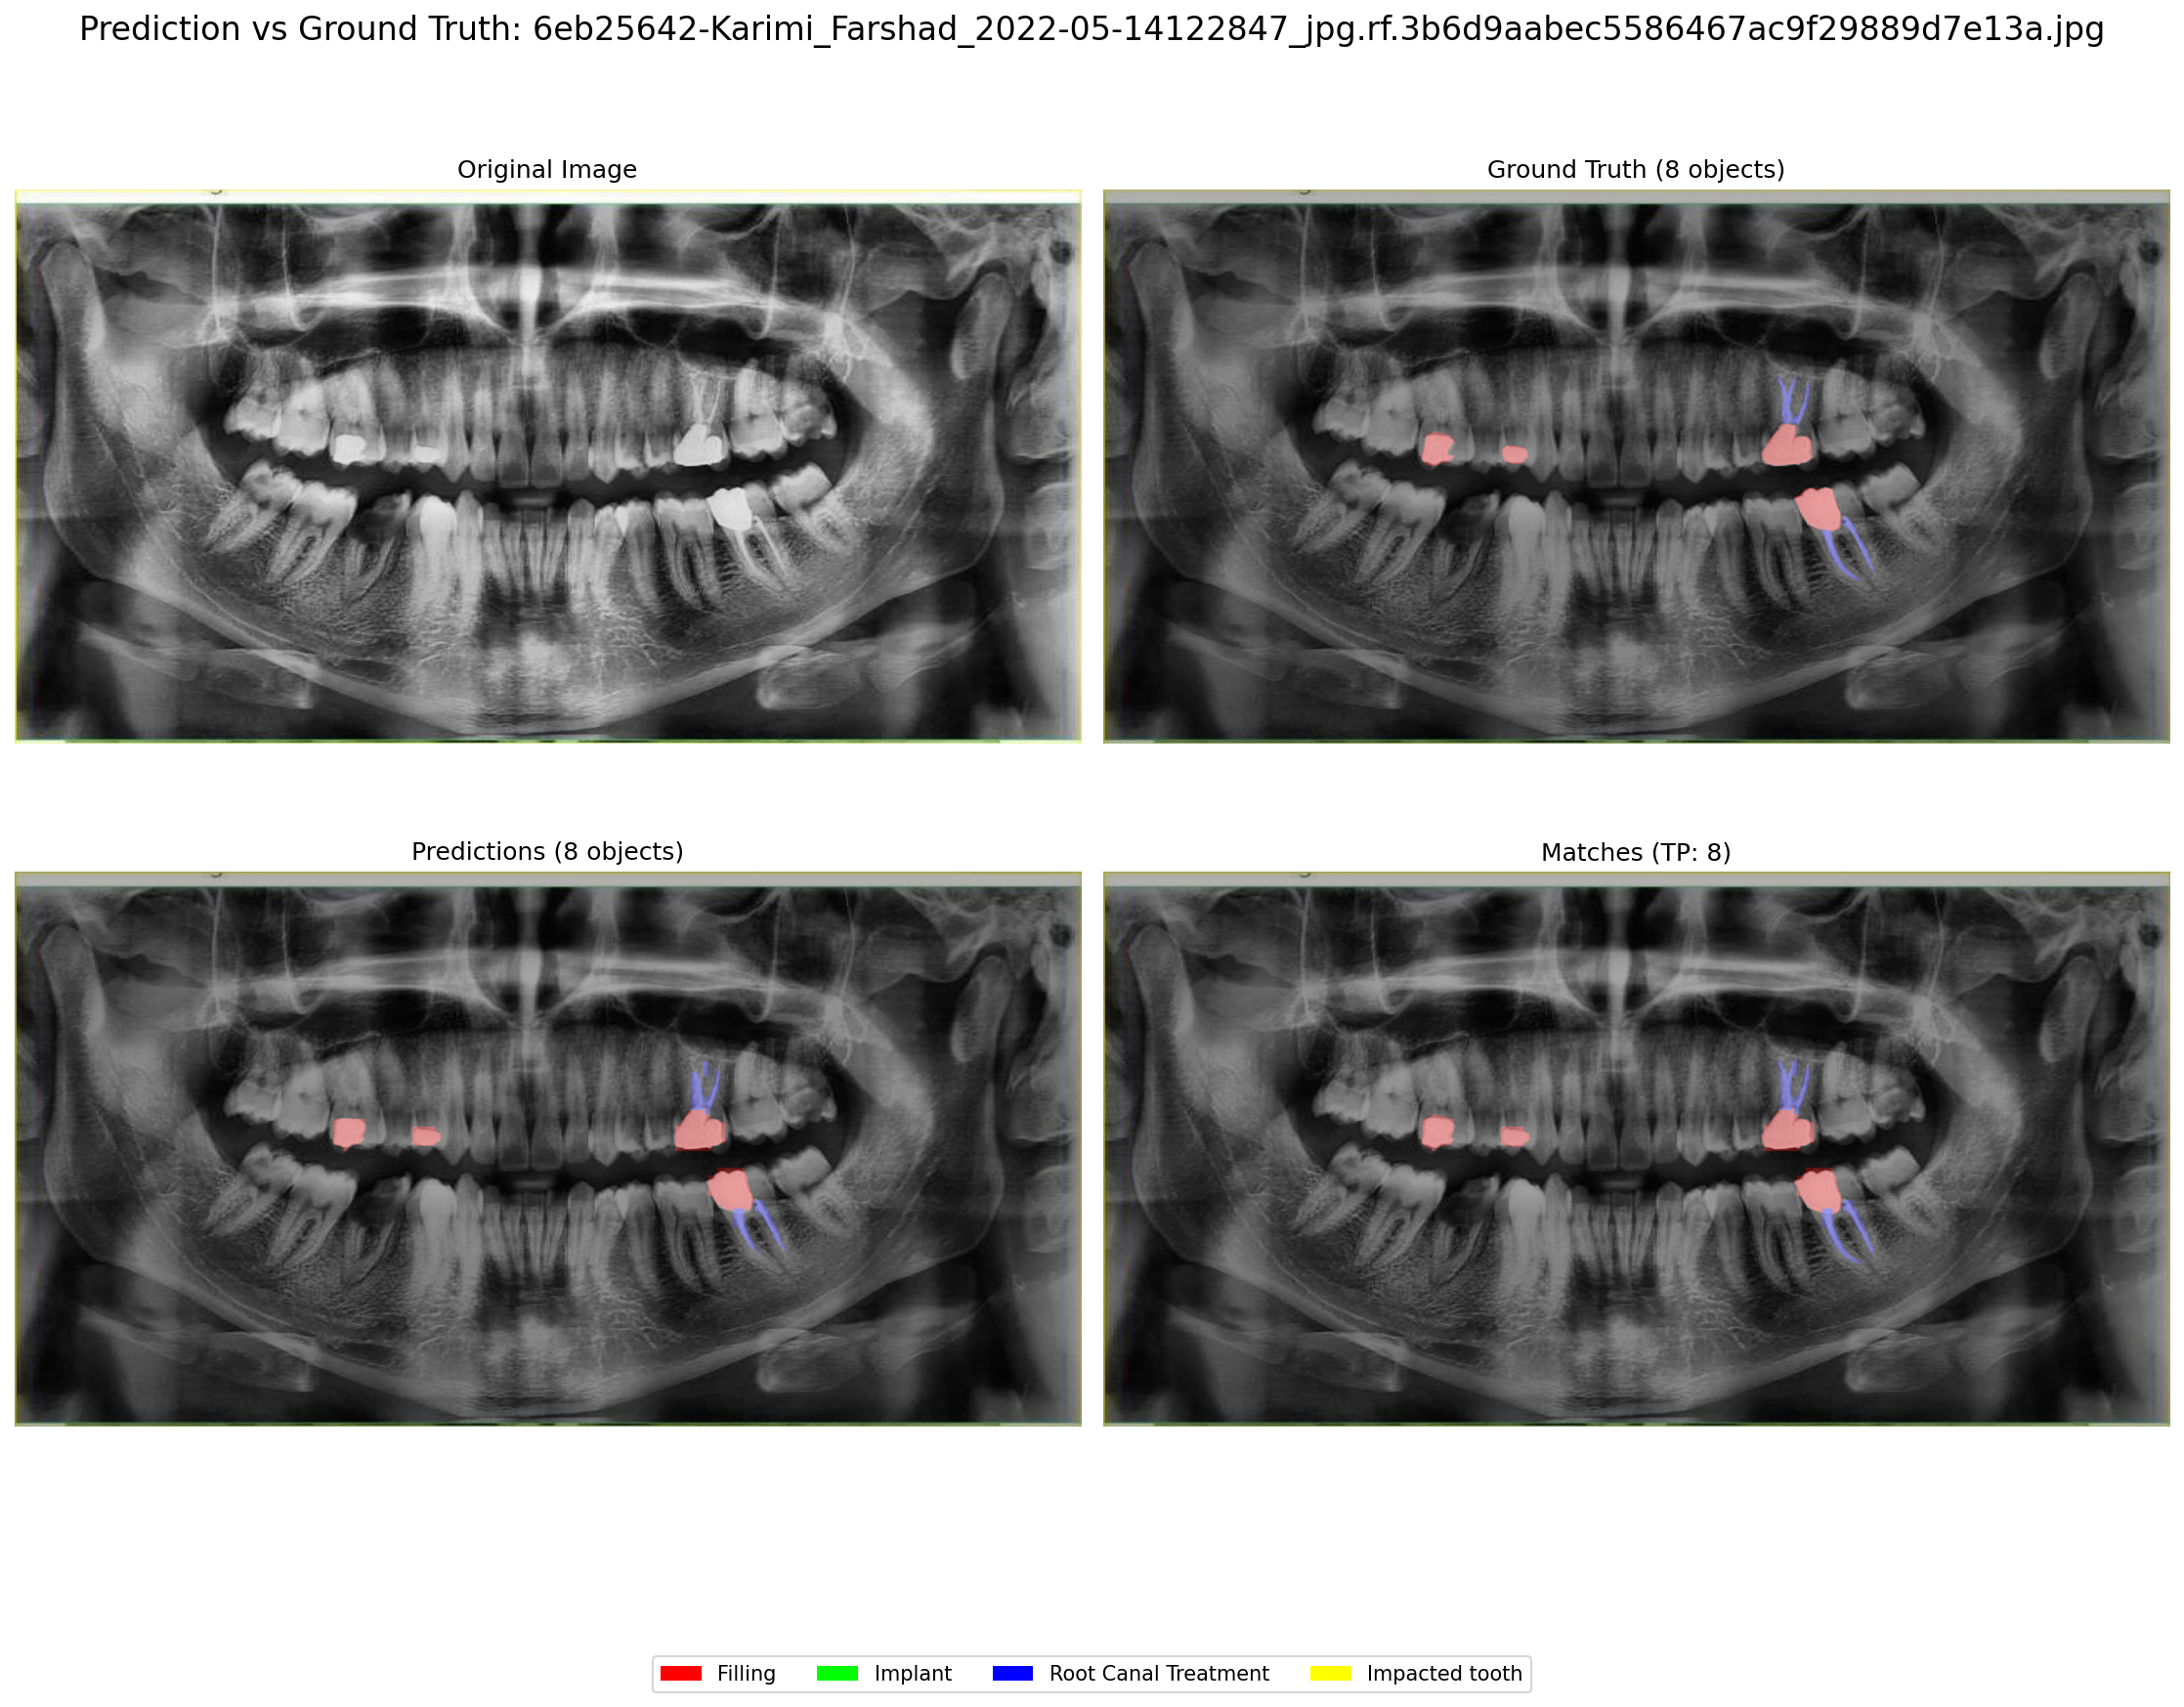 Prediction vs Ground Truth: 6eb25642-Karimi_Farshad_2022-05-14122847_jpg.rf.3b6d9aabec5586467ac9f29889d7e13a.jpg
Original Image
Ground Truth (8 objects)
Predictions (8 objects)
Matches (TP: 8)
Filling
Implant
Root Canal Treatment
Impacted tooth